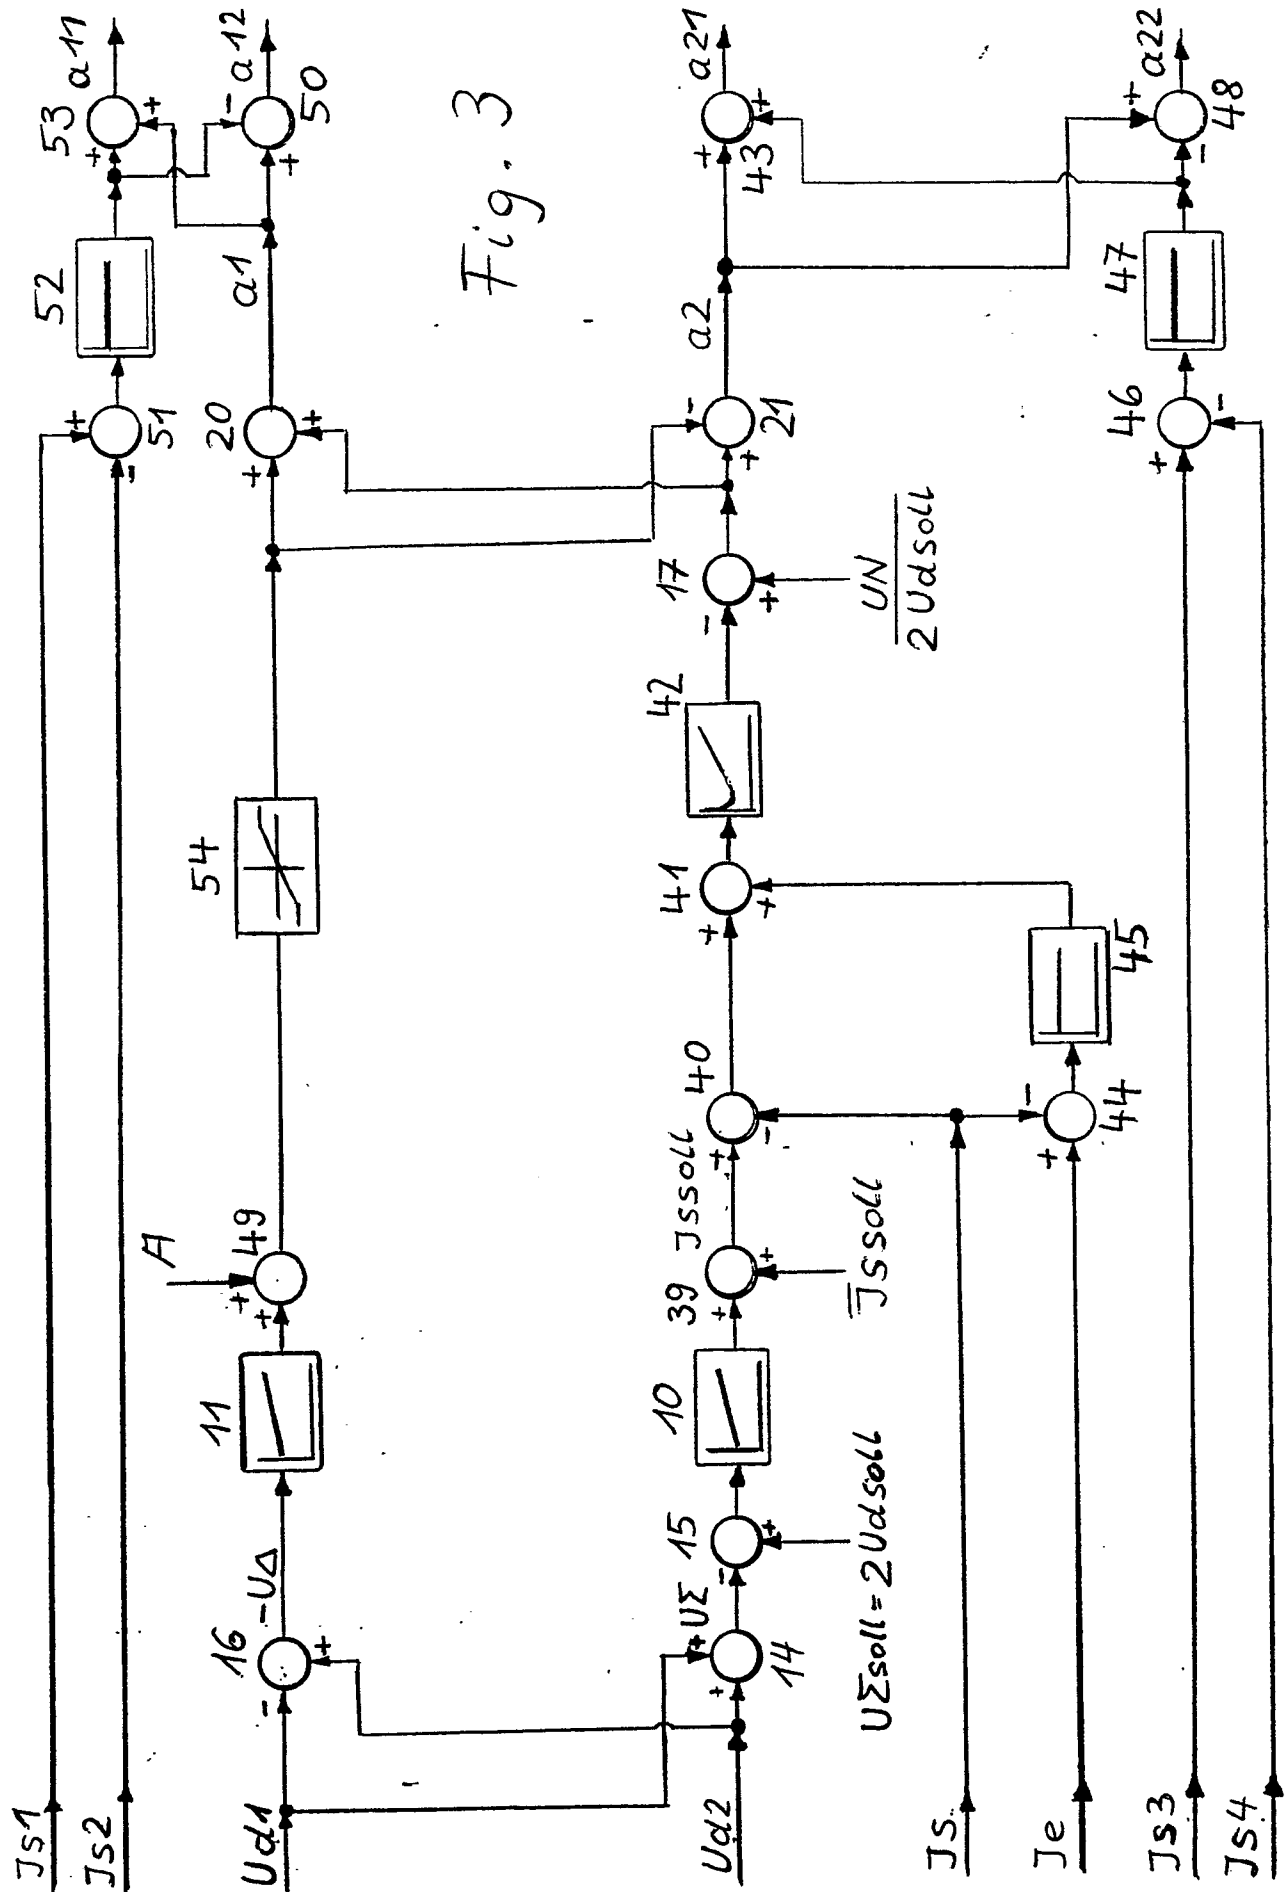 Js1
Js2
Ud1
Ud2
Js
Je
Js3
Js4
16
-UΔ
11
A
49
54
20
a1
51
52
53
a11
a12
50
14
UΣ
15
UΣsoll=2Udsoll
10
39
Jssoll
J̅ssoll
40
44
45
41
42
17
UN
2Udsoll
21
a2
43
a21
46
47
48
a22
+
-
-
+
+
+
+
+
+
+
+
-
+
+
-
+
+
+
+
-
+
+
-
-
+
+
+
-
+
+
-
+
+
+
-
-
+
Fig. 3